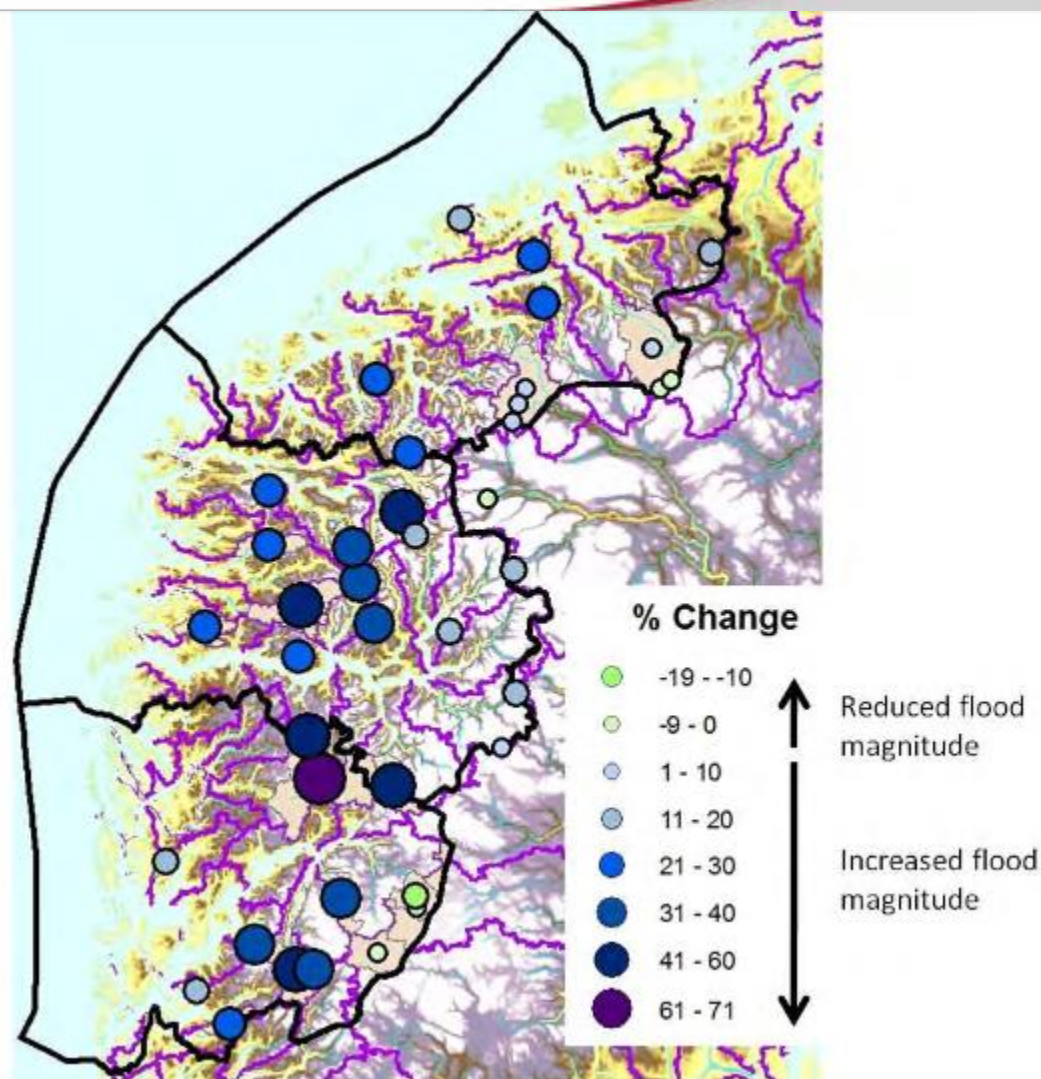 % Change
-19 - -10
-9 - 0
1 - 10
11 - 20
21 - 30
31 - 40
41 - 60
61 - 71
Reduced flood
magnitude
Increased flood
magnitude